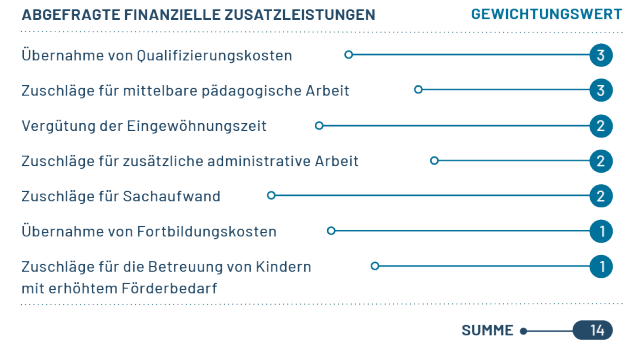 ABGEFRAGTE FINANZIELLE ZUSATZLEISTUNGEN GEWICHTUNGSWERT
Übernahme von Qualifizierungskosten 3
Zuschläge für mittelbare pädagogische Arbeit 3
Vergütung der Eingewöhnungszeit 2
Zuschläge für zusätzliche administrative Arbeit 2
Zuschläge für Sachaufwand 2
Übernahme von Fortbildungskosten 1
Zuschläge für die Betreuung von Kindern 1
mit erhöhtem Förderbedarf
SUMME 14